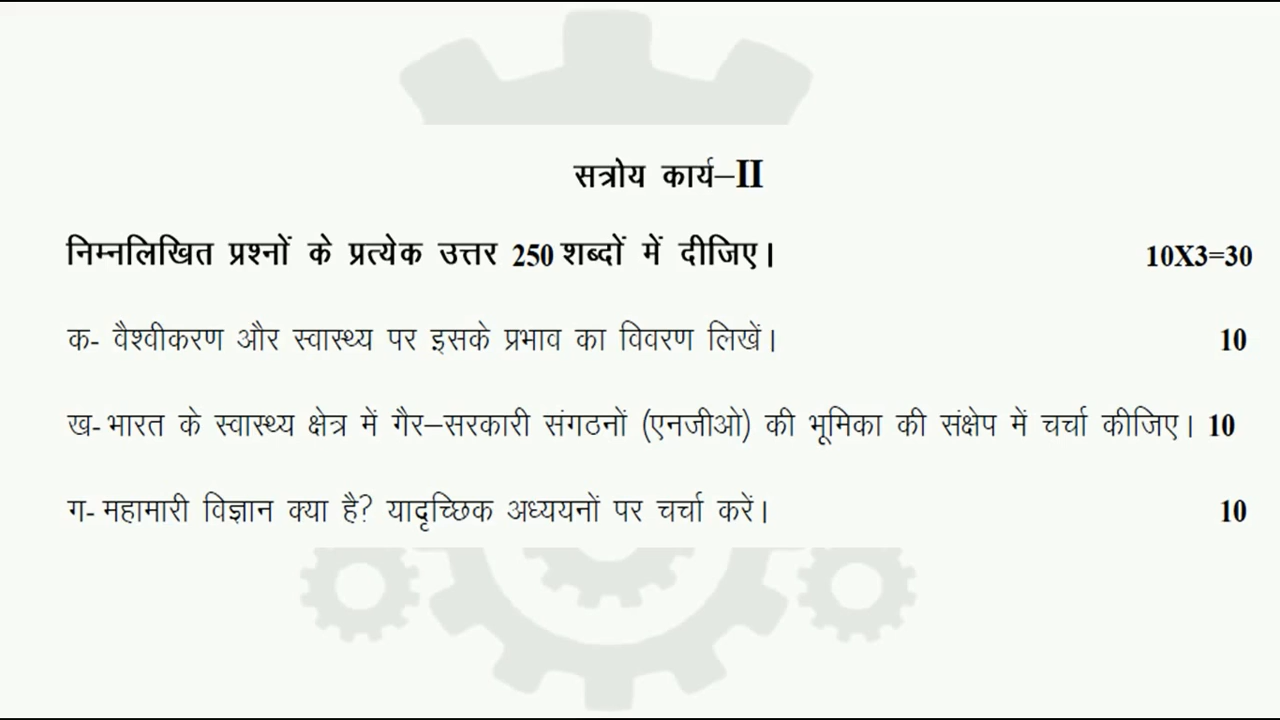 सत्रोय कार्य–II
निम्नलिखित प्रश्नों के प्रत्येक उत्तर 250 शब्दों में दीजिए। 10X3=30
क- वैश्वीकरण और स्वास्थ्य पर इसके प्रभाव का विवरण लिखें। 10
ख- भारत के स्वास्थ्य क्षेत्र में गैर–सरकारी संगठनों (एनजीओ) की भूमिका की संक्षेप में चर्चा कीजिए। 10
ग- महामारी विज्ञान क्या है? यादृच्छिक अध्ययनों पर चर्चा करें। 10